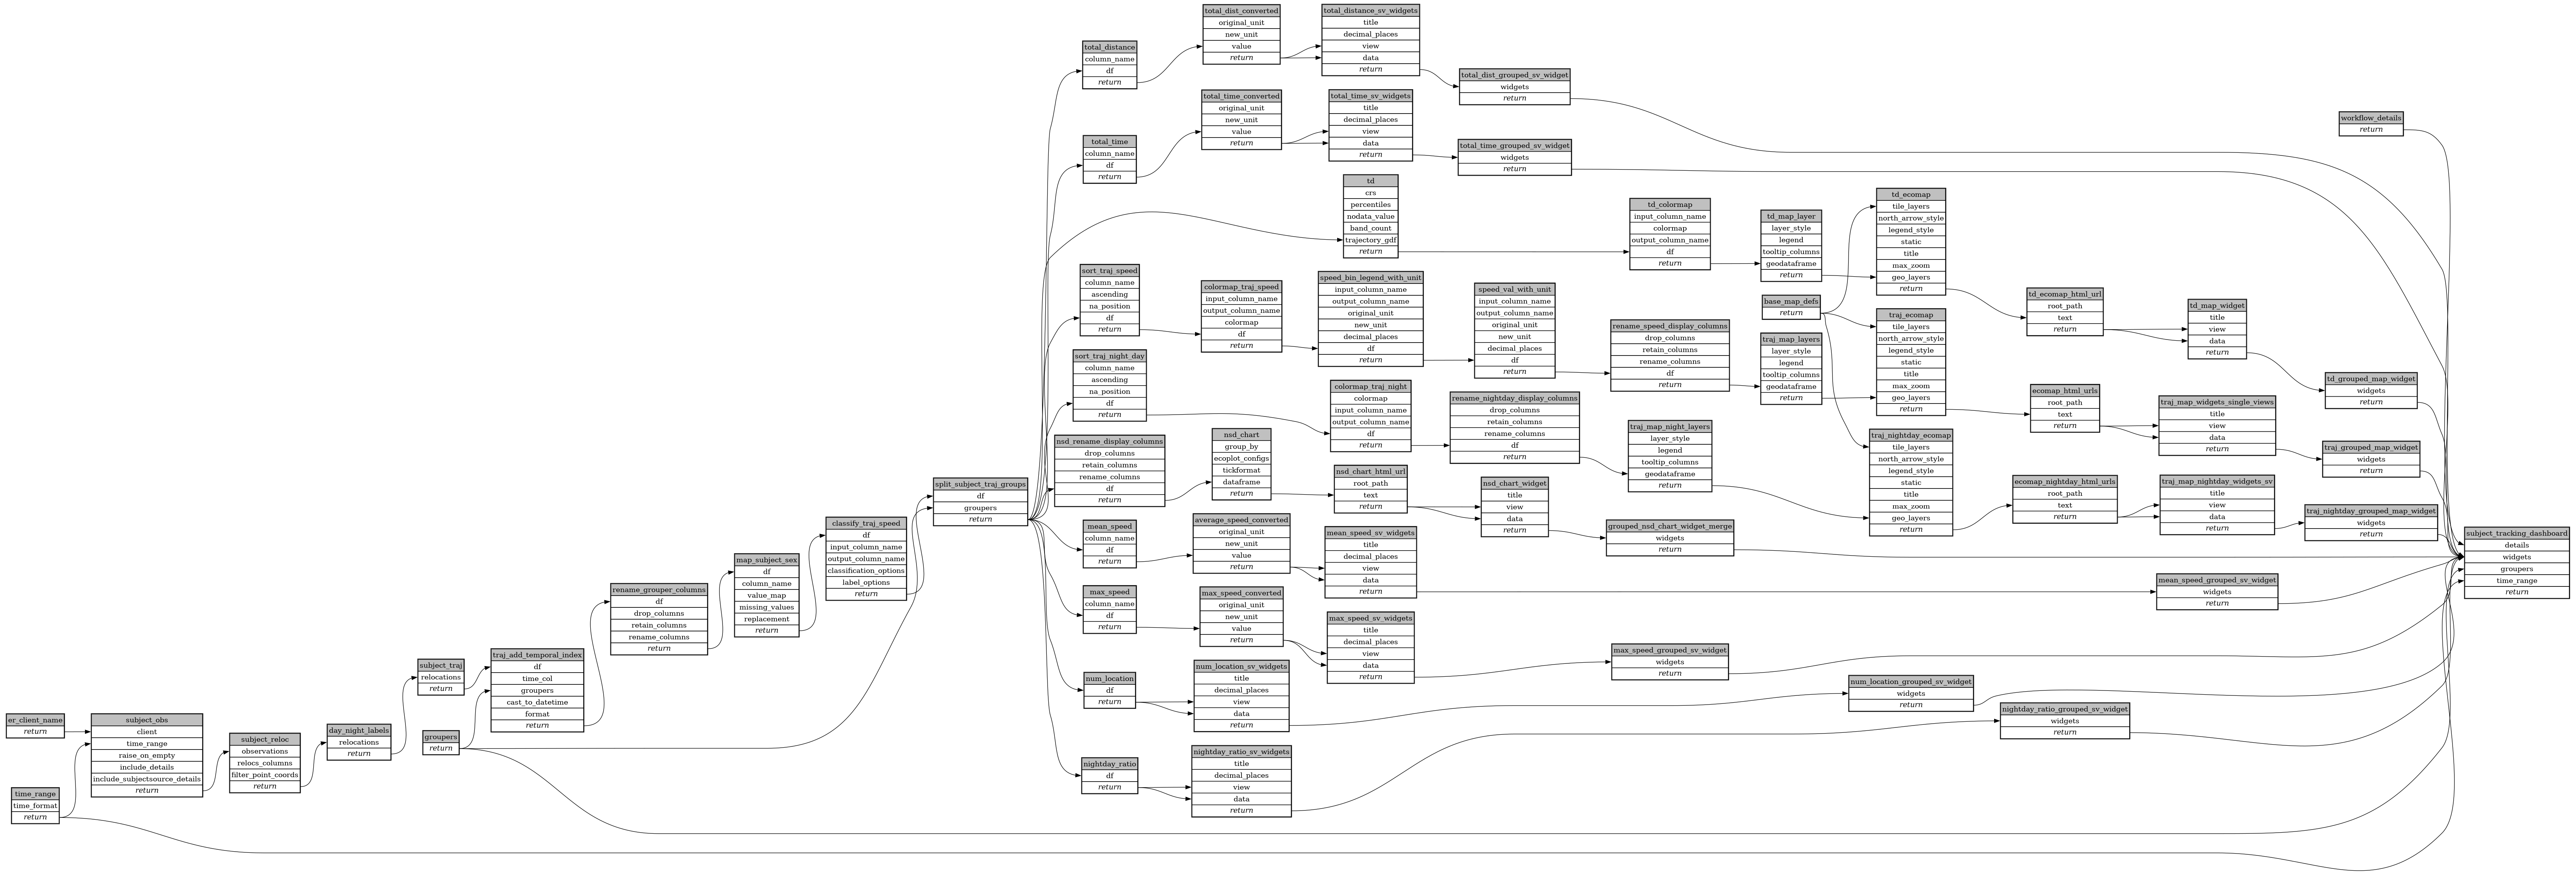 er_client_name
return
time_range
time_format
return
subject_obs
client
time_range
raise_on_empty
include_details
include_subjectsource_details
return
subject_reloc
observations
relocs_columns
filter_point_coords
return
day_night_labels
relocations
return
subject_traj
relocations
return
groupers
return
traj_add_temporal_index
df
time_col
groupers
cast_to_datetime
format
return
rename_grouper_columns
df
drop_columns
retain_columns
rename_columns
return
map_subject_sex
df
column_name
value_map
missing_values
replacement
return
classify_traj_speed
df
input_column_name
output_column_name
classification_options
label_options
return
split_subject_traj_groups
df
groupers
return
total_distance
column_name
df
return
total_time
column_name
df
return
sort_traj_speed
column_name
ascending
na_position
df
return
sort_traj_night_day
column_name
ascending
na_position
df
return
nsd_rename_display_columns
drop_columns
retain_columns
rename_columns
df
return
mean_speed
column_name
df
return
max_speed
column_name
df
return
num_location
df
return
nightday_ratio
df
return
total_dist_converted
original_unit
new_unit
value
return
total_time_converted
original_unit
new_unit
value
return
colormap_traj_speed
input_column_name
output_column_name
colormap
df
return
nsd_chart
group_by
ecoplot_configs
tickformat
dataframe
return
average_speed_converted
original_unit
new_unit
value
return
max_speed_converted
original_unit
new_unit
value
return
num_location_sv_widgets
title
decimal_places
view
data
return
nightday_ratio_sv_widgets
title
decimal_places
view
data
return
total_distance_sv_widgets
title
decimal_places
view
data
return
total_time_sv_widgets
title
decimal_places
view
data
return
td
crs
percentiles
nodata_value
band_count
trajectory_gdf
return
speed_bin_legend_with_unit
input_column_name
output_column_name
original_unit
new_unit
decimal_places
df
return
colormap_traj_night
colormap
input_column_name
output_column_name
df
return
nsd_chart_html_url
root_path
text
return
mean_speed_sv_widgets
title
decimal_places
view
data
return
max_speed_sv_widgets
title
decimal_places
view
data
return
total_dist_grouped_sv_widget
widgets
return
total_time_grouped_sv_widget
widgets
return
speed_val_with_unit
input_column_name
output_column_name
original_unit
new_unit
decimal_places
df
return
rename_nightday_display_columns
drop_columns
retain_columns
rename_columns
df
return
nsd_chart_widget
title
view
data
return
td_colormap
input_column_name
colormap
output_column_name
df
return
rename_speed_display_columns
drop_columns
retain_columns
rename_columns
df
return
traj_map_night_layers
layer_style
legend
tooltip_columns
geodataframe
return
grouped_nsd_chart_widget_merge
widgets
return
max_speed_grouped_sv_widget
widgets
return
td_map_layer
layer_style
legend
tooltip_columns
geodataframe
return
base_map_defs
return
traj_map_layers
layer_style
legend
tooltip_columns
geodataframe
return
td_ecomap
tile_layers
north_arrow_style
legend_style
static
title
max_zoom
geo_layers
return
traj_ecomap
tile_layers
north_arrow_style
legend_style
static
title
max_zoom
geo_layers
return
traj_nightday_ecomap
tile_layers
north_arrow_style
legend_style
static
title
max_zoom
geo_layers
return
num_location_grouped_sv_widget
widgets
return
td_ecomap_html_url
root_path
text
return
ecomap_html_urls
root_path
text
return
ecomap_nightday_html_urls
root_path
text
return
nightday_ratio_grouped_sv_widget
widgets
return
td_map_widget
title
view
data
return
traj_map_widgets_single_views
title
view
data
return
traj_map_nightday_widgets_sv
title
view
data
return
mean_speed_grouped_sv_widget
widgets
return
workflow_details
return
td_grouped_map_widget
widgets
return
traj_grouped_map_widget
widgets
return
traj_nightday_grouped_map_widget
widgets
return
subject_tracking_dashboard
details
widgets
groupers
time_range
return